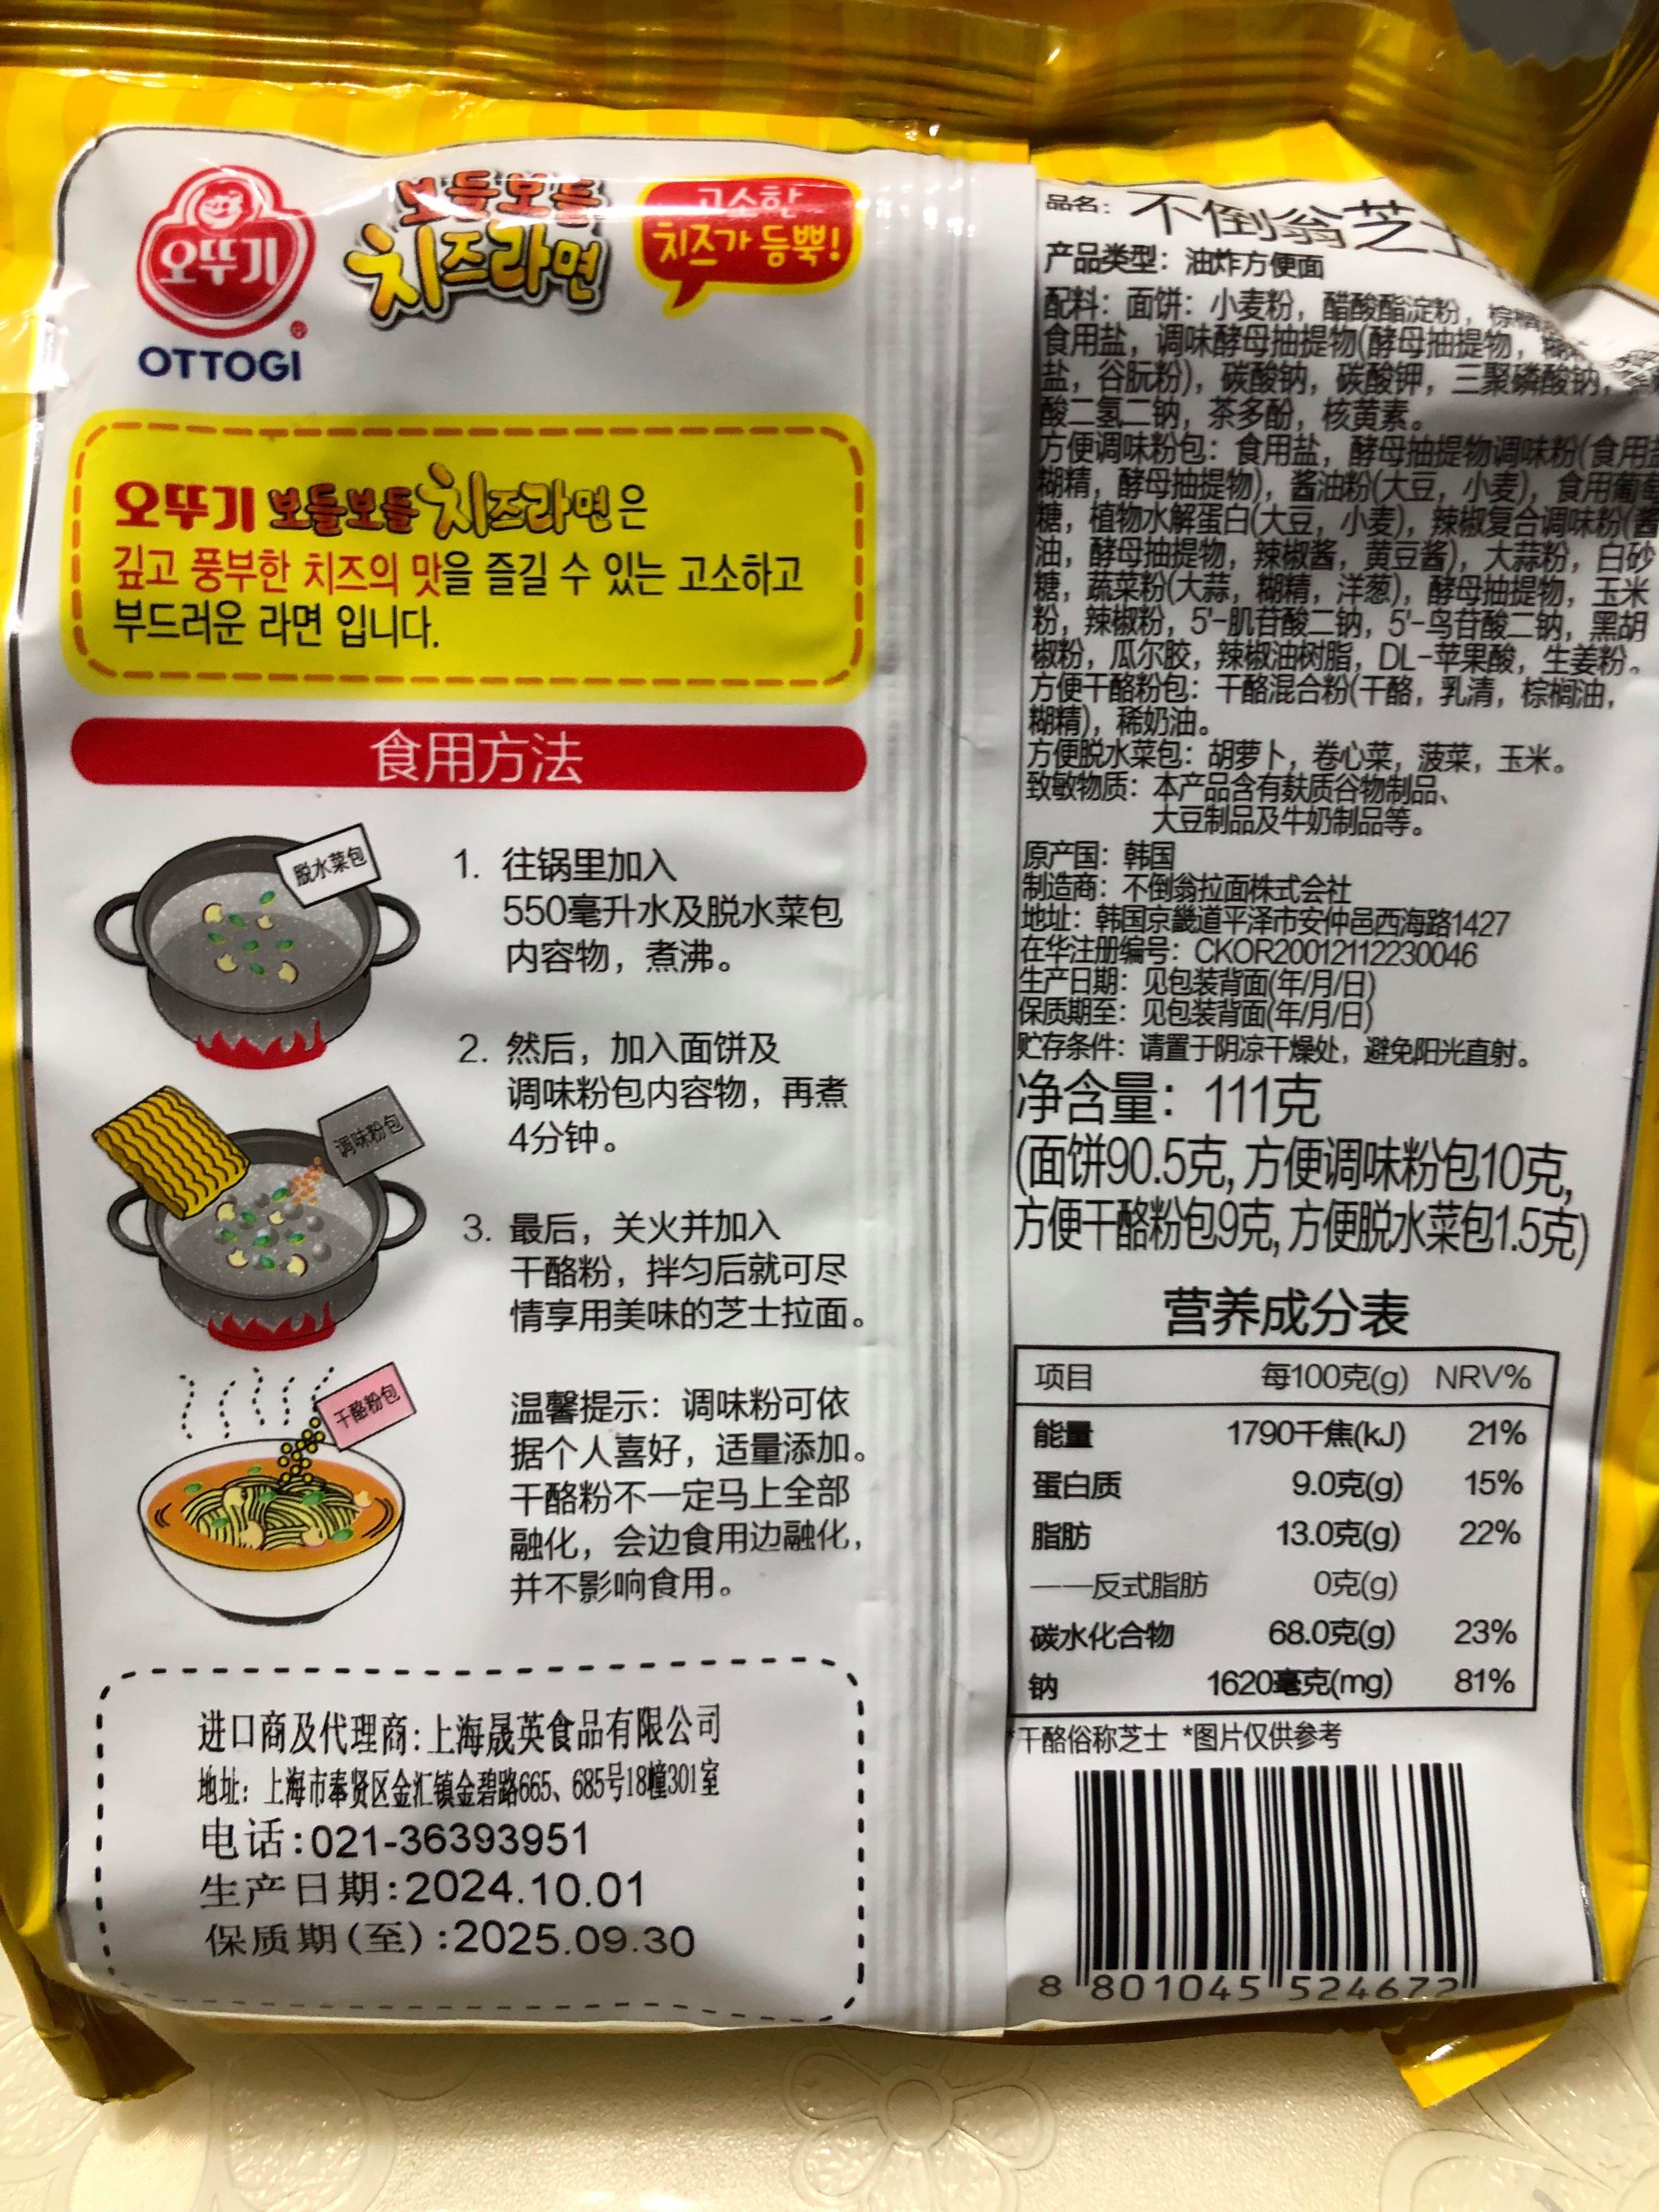 오뚜기
OTTOGI
보들보들
치즈라면
고소한
치즈가 듬뿍!
오뚜기 보들보들 치즈라면은
깊고 풍부한 치즈의 맛을 즐길 수 있는 고소하고
부드러운 라면 입니다.
食用方法
脱水菜包
1. 往锅里加入
550毫升水及脱水菜包
内容物，煮沸。
调味粉包
2. 然后，加入面饼及
调味粉包内容物，再煮
4分钟。
干酪粉包
3. 最后，关火并加入
干酪粉，拌匀后就可尽
情享用美味的芝士拉面。
温馨提示：调味粉可依
据个人喜好，适量添加。
干酪粉不一定马上全部
融化，会边食用边融化，
并不影响食用。
进口商及代理商:上海晟英食品有限公司
地址：上海市奉贤区金汇镇金碧路665、685号18幢301室
电话:021-36393951
生产日期:2024.10.01
保质期(至):2025.09.30
品名：不倒翁芝士
产品类型：油炸方便面
配料：面饼：小麦粉，醋酸酯淀粉，棕榈
食用盐，调味酵母抽提物(酵母抽提物，
盐，谷朊粉)，碳酸钠，碳酸钾，三聚磷酸钠，
酸二氢二钠，茶多酚，核黄素。
方便调味粉包：食用盐，酵母抽提物调味粉(食用盐
糊精，酵母抽提物)，酱油粉(大豆，小麦)，食用葡萄
糖，植物水解蛋白(大豆，小麦)，辣椒复合调味粉(酱
油，酵母抽提物，辣椒酱，黄豆酱)，大蒜粉，白砂
糖，蔬菜粉(大蒜，糊精，洋葱)，酵母抽提物，玉米
粉，辣椒粉，5'-肌苷酸二钠，5'-鸟苷酸二钠，黑胡
椒粉，瓜尔胶，辣椒油树脂，DL-苹果酸，生姜粉。
方便干酪粉包：干酪混合粉(干酪，乳清，棕榈油，
糊精)，稀奶油。
方便脱水菜包：胡萝卜，卷心菜，菠菜，玉米。
致敏物质：本产品含有麸质谷物制品、
大豆制品及牛奶制品等。
原产国：韩国
制造商：不倒翁拉面株式会社
地址：韩国京畿道平泽市安仲邑西海路1427
在华注册编号：CKOR20012112230046
生产日期：见包装背面(年/月/日)
保质期至：见包装背面(年/月/日)
贮存条件：请置于阴凉干燥处，避免阳光直射。
净含量：111克
(面饼90.5克,方便调味粉包10克,
方便干酪粉包9克,方便脱水菜包1.5克)
营养成分表
项目 每100克(g) NRV%
能量 1790千焦(kJ) 21%
蛋白质 9.0克(g) 15%
脂肪 13.0克(g) 22%
——反式脂肪 0克(g)
碳水化合物 68.0克(g) 23%
钠 1620毫克(mg) 81%
*干酪俗称芝士 *图片仅供参考
8 801045 524672